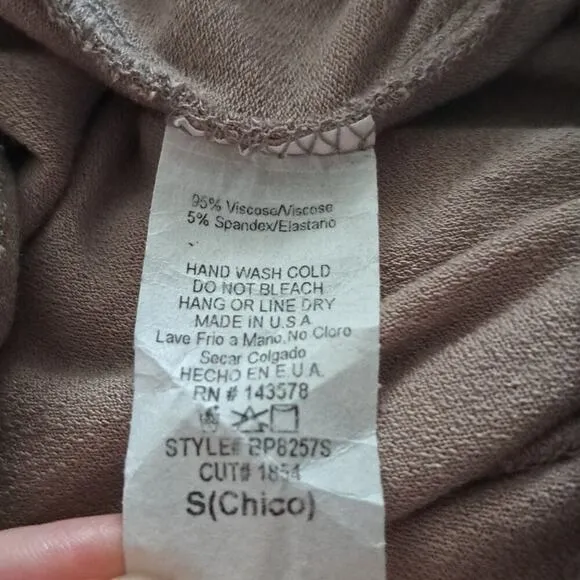 95% Viscose/Viscose
5% Spandex/Elastano
HAND WASH COLD
DO NOT BLEACH
HANG OR LINE DRY
MADE IN U.S.A
Lave Frio a Mano, No Cloro
Secar Colgado
HECHO EN E.U.A.
RN # 143578
STYLE# BP8257S
CUT# 1854
S(Chico)